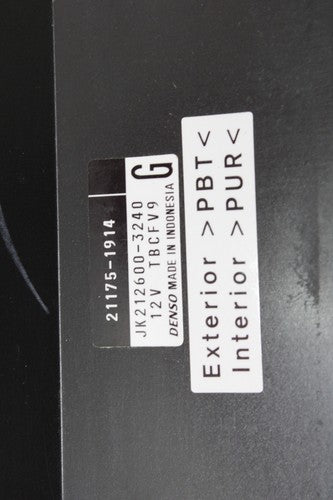 21175-1914
JK212600-3240
12V TBCFV9 G
DENSO MADE IN INDONESIA
Exterior >PBT<
Interior >PUR<